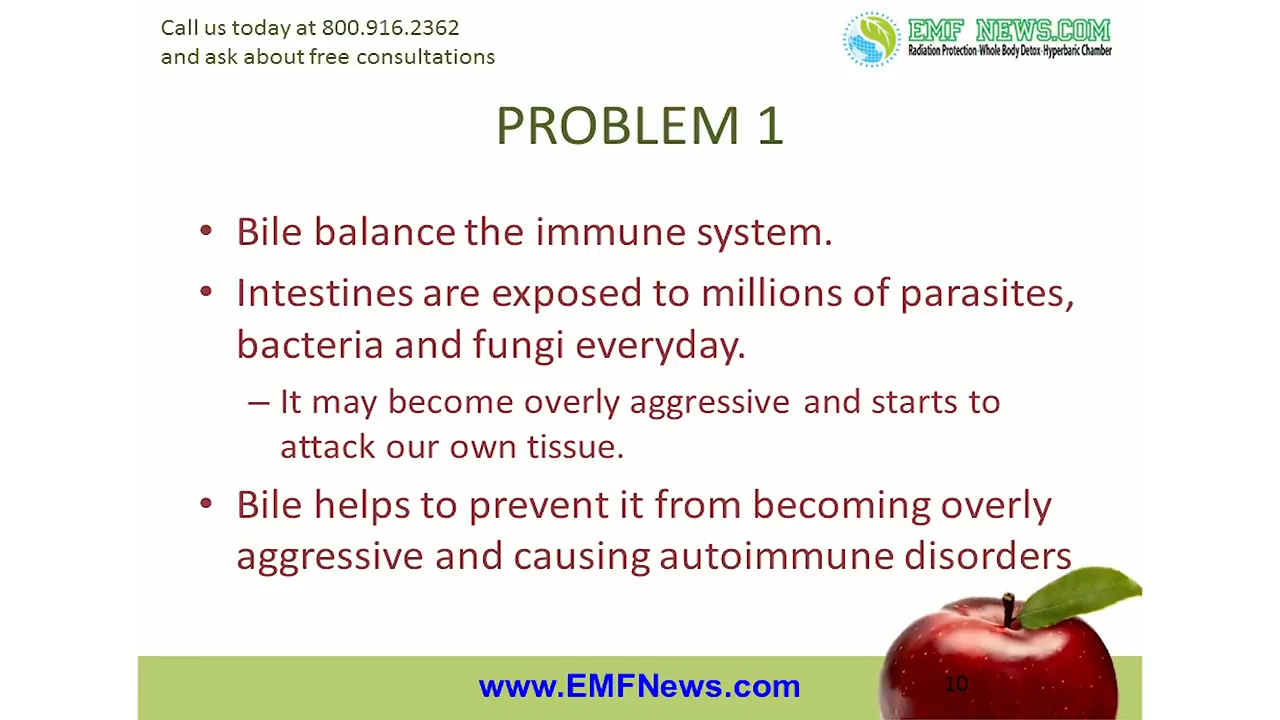 Call us today at 800.916.2362
and ask about free consultations
EMF NEWS.COM
Radiation Protection-Whole Body Detox-Hyperbaric Chamber
PROBLEM 1
• Bile balance the immune system.
• Intestines are exposed to millions of parasites,
bacteria and fungi everyday.
– It may become overly aggressive and starts to
attack our own tissue.
• Bile helps to prevent it from becoming overly
aggressive and causing autoimmune disorders
www.EMFNews.com
10